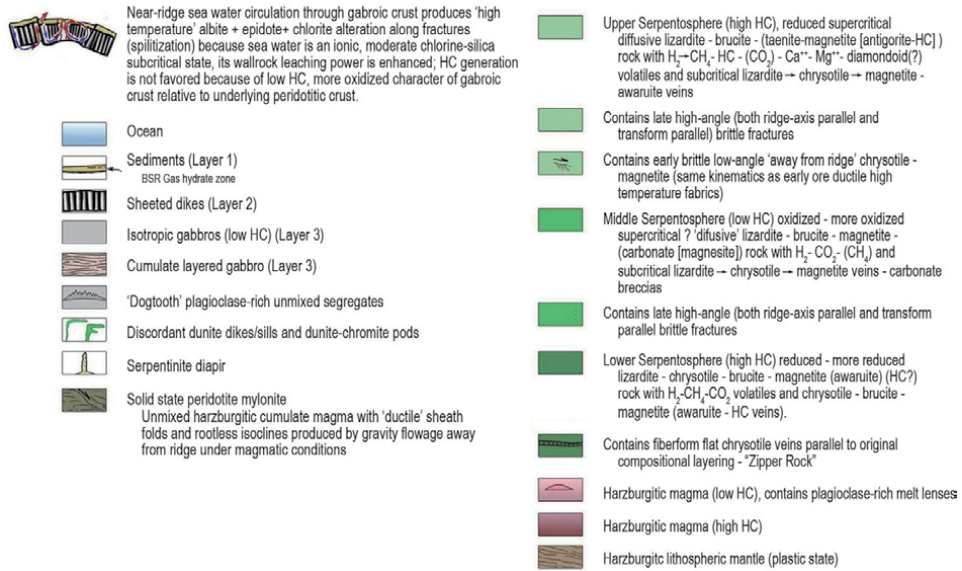 Near-ridge sea water circulation through gabroic crust produces 'high
temperature' albite + epidote+ chlorite alteration along fractures
(spilitization) because sea water is an ionic, moderate chlorine-silica
subcritical state, its wallrock leaching power is enhanced; HC generation
is not favored because of low HC, more oxidized character of gabroic
crust relative to underlying peridotitic crust.
Ocean
Sediments (Layer 1)
BSR Gas hydrate zone
Sheeted dikes (Layer 2)
Isotropic gabbros (low HC) (Layer 3)
Cumulate layered gabbro (Layer 3)
'Dogtooth' plagioclase-rich unmixed segregates
Discordant dunite dikes/sills and dunite-chromite pods
Serpentinite diapir
Solid state peridotite mylonite
Unmixed harzburgitic cumulate magma with 'ductile' sheath
folds and rootless isoclines produced by gravity flowage away
from ridge under magmatic conditions
Upper Serpentosphere (high HC), reduced supercritical
diffusive lizardite - brucite - (taenite-magnetite [antigorite-HC] )
rock with H₂→CH₄- HC - (CO₂) - Ca⁺⁺- Mg⁺⁺- diamondoid(?)
volatiles and subcritical lizardite → chrysotile → magnetite -
awaruite veins
Contains late high-angle (both ridge-axis parallel and
transform parallel) brittle fractures
Contains early brittle low-angle 'away from ridge' chrysotile -
magnetite (same kinematics as early ore ductile high
temperature fabrics)
Middle Serpentosphere (low HC) oxidized - more oxidized
supercritical ? 'difusive' lizardite - brucite - magnetite -
(carbonate [magnesite]) rock with H₂- CO₂- (CH₄) and
subcritical lizardite → chrysotile → magnetite veins - carbonate
breccias
Contains late high-angle (both ridge-axis parallel and transform
parallel brittle fractures
Lower Serpentosphere (high HC) reduced - more reduced
lizardite - chrysotile - brucite - magnetite (awaruite) (HC?)
rock with H₂-CH₄-CO₂ volatiles and chrysotile - brucite -
magnetite (awaruite - HC veins).
Contains fiberform flat chrysotile veins parallel to original
compositional layering - "Zipper Rock"
Harzburgitic magma (low HC), contains plagioclase-rich melt lenses
Harzburgitic magma (high HC)
Harzburgitc lithospheric mantle (plastic state)